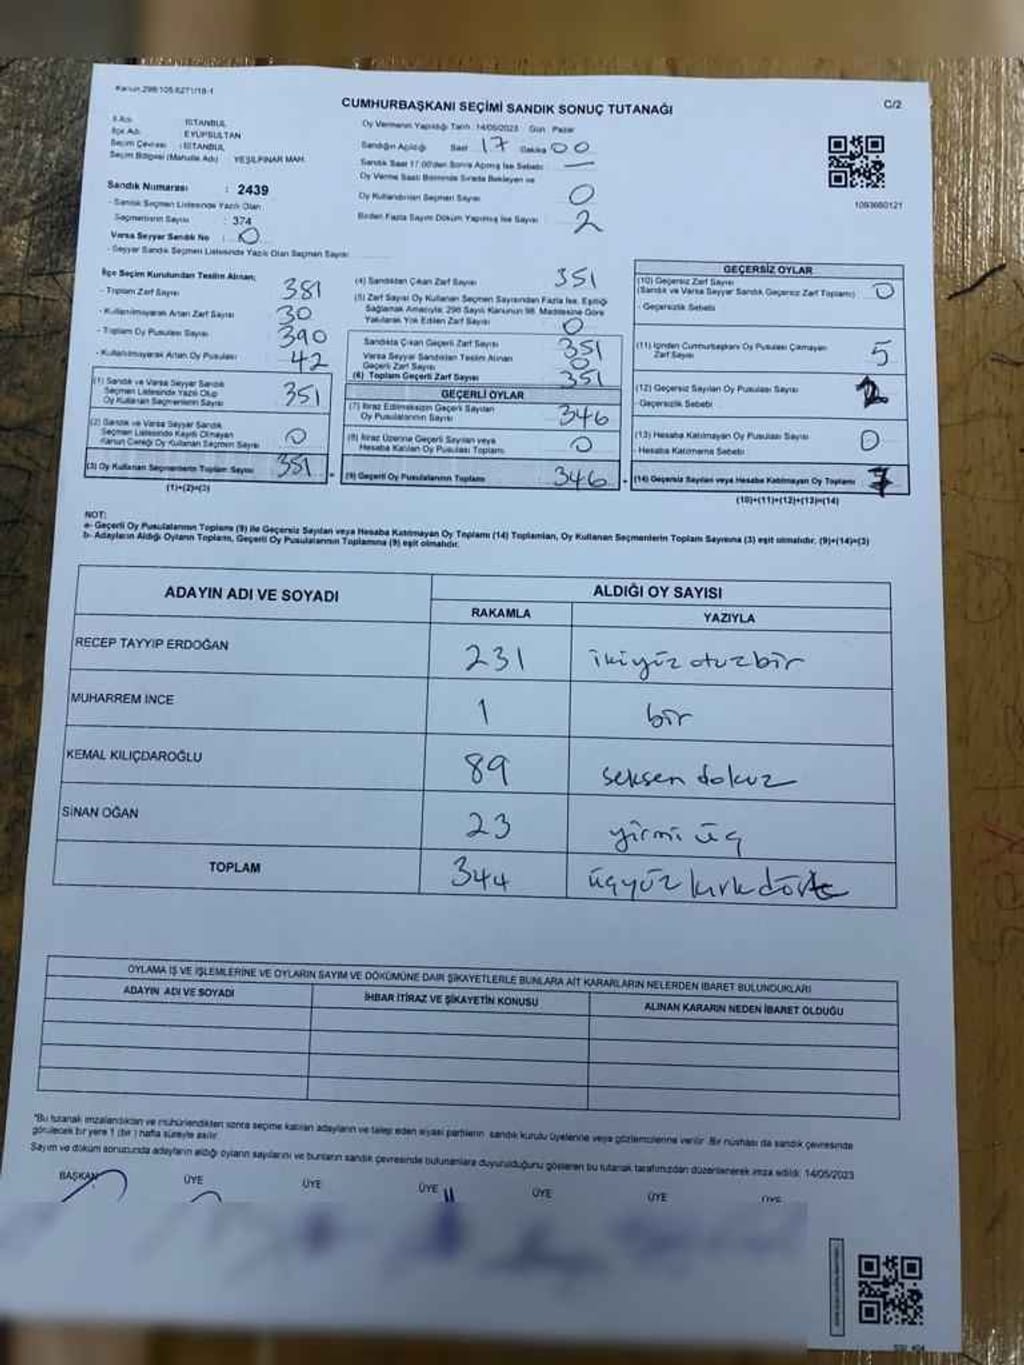 Kanun:298/105,6271/18-1
CUMHURBAŞKANI SEÇİMİ SANDIK SONUÇ TUTANAĞI
C/2
İl Adı : İSTANBUL
İlçe Adı : EYÜPSULTAN
Seçim Çevresi : İSTANBUL
Seçim Bölgesi (Mahalle Adı) YEŞİLPINAR MAH.
Sandık Numarası : 2439
- Sandık Seçmen Listesinde Yazılı Olan
Seçmenlerin Sayısı : 374
Varsa Seyyar Sandık No : 0
- Seyyar Sandık Seçmen Listesinde Yazılı Olan Seçmen Sayısı
Oy Vermenin Yapıldığı Tarih : 14/05/2023 Gün : Pazar
Sandığın Açıldığı Saat 17 Dakika 00
Sandık Saat 17.00'den Sonra Açılmış İse Sebebi: —
Oy Verme Saati Bitiminde Sırada Bekleyen ve
Oy Kullandırılan Seçmen Sayısı 0
Birden Fazla Sayım Döküm Yapılmış İse Sayısı 2
1093660121
İlçe Seçim Kurulundan Teslim Alınan;
- Toplam Zarf Sayısı 381
- Kullanılmayarak Artan Zarf Sayısı 30
- Toplam Oy Pusulası Sayısı 390
- Kullanılmayarak Artan Oy Pusulası 42
(1) Sandık ve Varsa Seyyar Sandık
Seçmen Listesinde Yazılı Olup
Oy Kullanan Seçmenlerin Sayısı 351
(2) Sandık ve Varsa Seyyar Sandık
Seçmen Listesinde Kayıtlı Olmayan
Kanun Gereği Oy Kullanan Seçmen Sayısı 0
(3) Oy Kullanan Seçmenlerin Toplam Sayısı 351
(1)+(2)=(3)
(4) Sandıktan Çıkan Zarf Sayısı 351
(5) Zarf Sayısı Oy Kullanan Seçmen Sayısından Fazla İse, Eşitliği
Sağlamak Amacıyla; 298 Sayılı Kanunun 98. Maddesine Göre
Yakılarak Yok Edilen Zarf Sayısı 0
Sandıkta Çıkan Geçerli Zarf Sayısı 351
Varsa Seyyar Sandıktan Teslim Alınan
Geçerli Zarf Sayısı 0
(6) Toplam Geçerli Zarf Sayısı 351
GEÇERLİ OYLAR
(7) İtiraz Edilmeksizin Geçerli Sayılan
Oy Pusulalarının Sayısı 346
(8) İtiraz Üzerine Geçerli Sayılan veya
Hesaba Katılan Oy Pusulası Toplamı 0
(9) Geçerli Oy Pusulalarının Toplamı 346
GEÇERSİZ OYLAR
(10) Geçersiz Zarf Sayısı
(Sandık ve Varsa Seyyar Sandık Geçersiz Zarf Toplamı) 0
- Geçersizlik Sebebi
(11) İçinden Cumhurbaşkanı Oy Pusulası Çıkmayan
Zarf Sayısı 5
(12) Geçersiz Sayılan Oy Pusulası Sayısı 2
- Geçersizlik Sebebi
(13) Hesaba Katılmayan Oy Pusulası Sayısı 0
- Hesaba Katılmama Sebebi
(14) Geçersiz Sayılan veya Hesaba Katılmayan Oy Toplamı 7
(10)+(11)+(12)+(13)=(14)
NOT:
a- Geçerli Oy Pusulalarının Toplamı (9) ile Geçersiz Sayılan veya Hesaba Katılmayan Oy Toplamı (14) Toplamları, Oy Kullanan Seçmenlerin Toplam Sayısına (3) eşit olmalıdır. (9)+(14)=(3)
b- Adayların Aldığı Oyların Toplamı, Geçerli Oy Pusulalarının Toplamına (9) eşit olmalıdır.
ADAYIN ADI VE SOYADI
ALDIĞI OY SAYISI
RAKAMLA YAZIYLA
RECEP TAYYİP ERDOĞAN 231 ikiyüz otuzbir
MUHARREM İNCE 1 bir
KEMAL KILIÇDAROĞLU 89 seksen dokuz
SİNAN OĞAN 23 yirmi üç
TOPLAM 344 üçyüz kırkdört
OYLAMA İŞ VE İŞLEMLERİNE VE OYLARIN SAYIM VE DÖKÜMÜNE DAİR ŞİKAYETLERLE BUNLARA AİT KARARLARIN NELERDEN İBARET BULUNDUKLARI
ADAYIN ADI VE SOYADI İHBAR İTİRAZ VE ŞİKAYETİN KONUSU ALINAN KARARIN NEDEN İBARET OLDUĞU
*Bu tutanak imzalandıktan ve mühürlendikten sonra seçime katılan adayların ve talep eden siyasi partilerin sandık kurulu üyelerine veya gözlemcilerine verilir. Bir nüshası da sandık çevresinde
görülecek bir yere 1 (bir) hafta süreyle asılır.
Sayım ve döküm sonucunda adayların aldığı oyların sayılarını ve bunların sandık çevresinde bulunanlara duyurulduğunu gösteren bu tutanak tarafımızdan düzenlenerek imza edildi. 14/05/2023
BAŞKAN ÜYE ÜYE ÜYE ÜYE ÜYE ÜYE